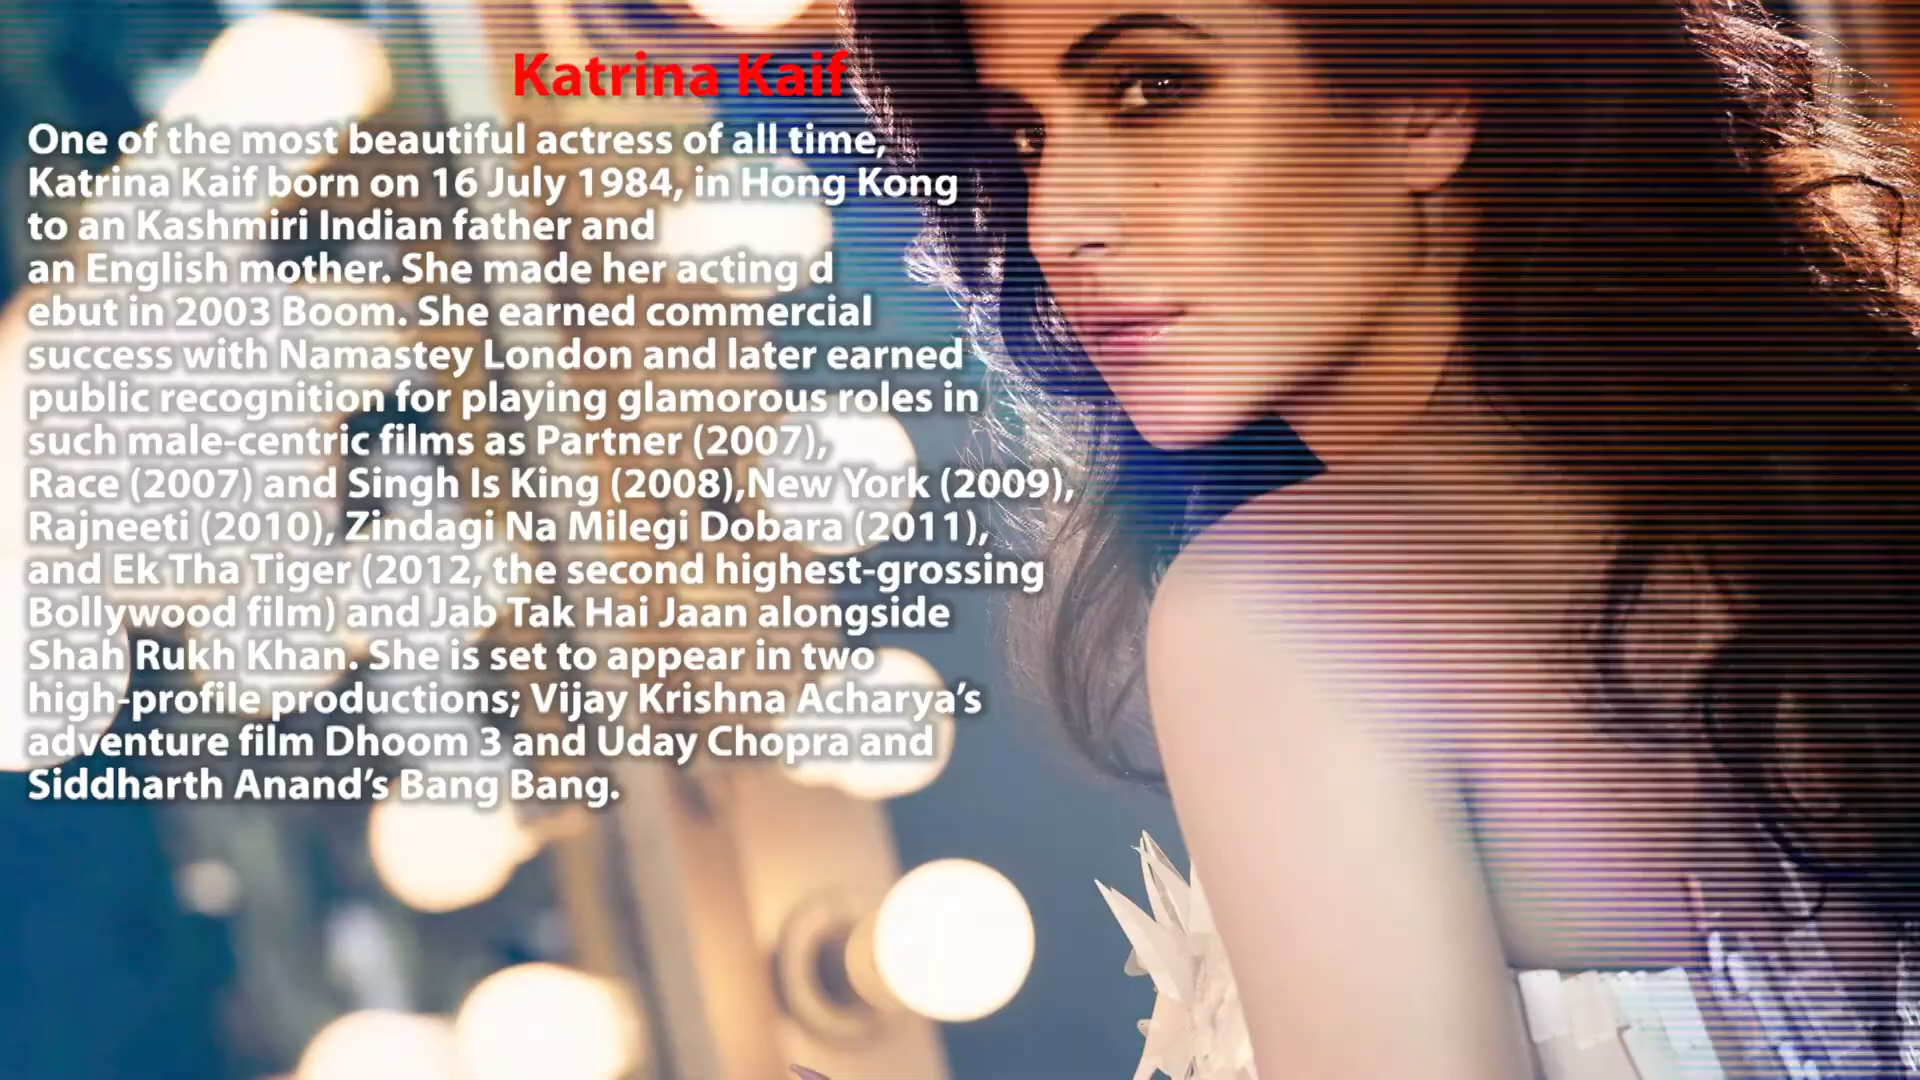 Katrina Kaif
One of the most beautiful actress of all time,
Katrina Kaif born on 16 July 1984, in Hong Kong
to an Kashmiri Indian father and
an English mother. She made her acting d
ebut in 2003 Boom. She earned commercial
success with Namastey London and later earned
public recognition for playing glamorous roles in
such male-centric films as Partner (2007),
Race (2007) and Singh Is King (2008),New York (2009),
Rajneeti (2010), Zindagi Na Milegi Dobara (2011),
and Ek Tha Tiger (2012, the second highest-grossing
Bollywood film) and Jab Tak Hai Jaan alongside
Shah Rukh Khan. She is set to appear in two
high-profile productions; Vijay Krishna Acharya’s
adventure film Dhoom 3 and Uday Chopra and
Siddharth Anand’s Bang Bang.